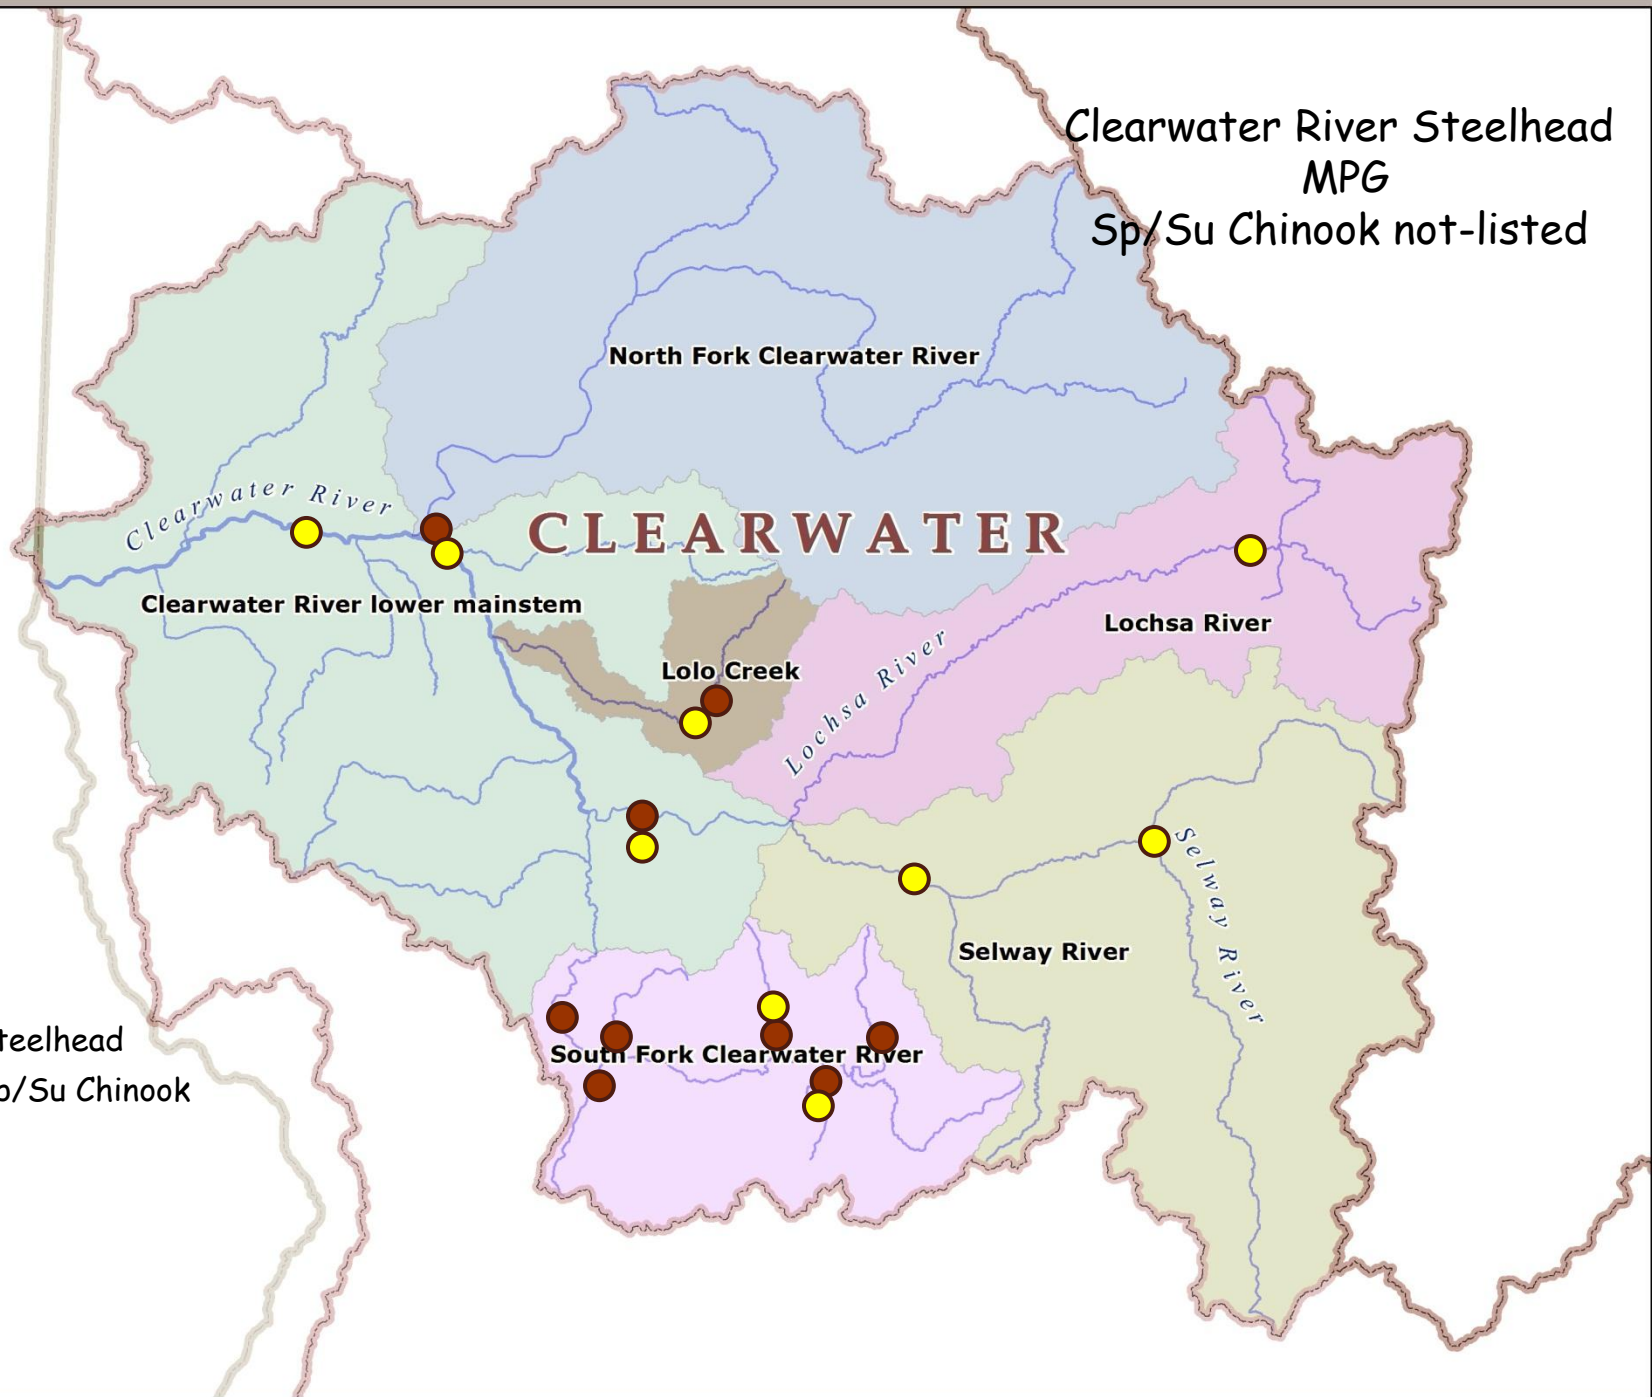 Clearwater River Steelhead
MPG
Sp/Su Chinook not-listed
North Fork Clearwater River
Clearwater River
CLEARWATER
Clearwater River lower mainstem
Lochsa River
Lolo Creek
Lochsa River
Selway River
Selway River
South Fork Clearwater River
teelhead
p/Su Chinook